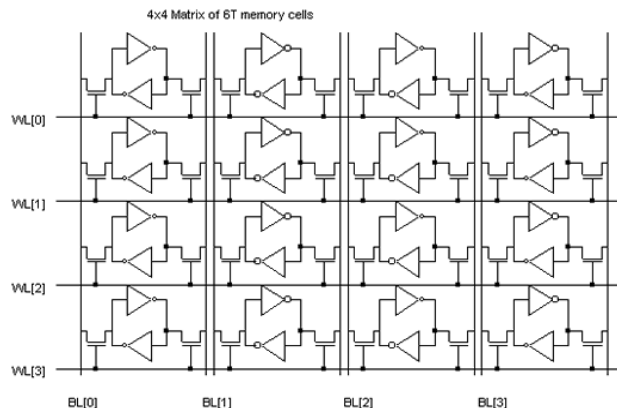 4x4 Matrix of 6T memory cells
WL[0]
WL[1]
WL[2]
WL[3]
BL[0] BL[1] BL[2] BL[3]